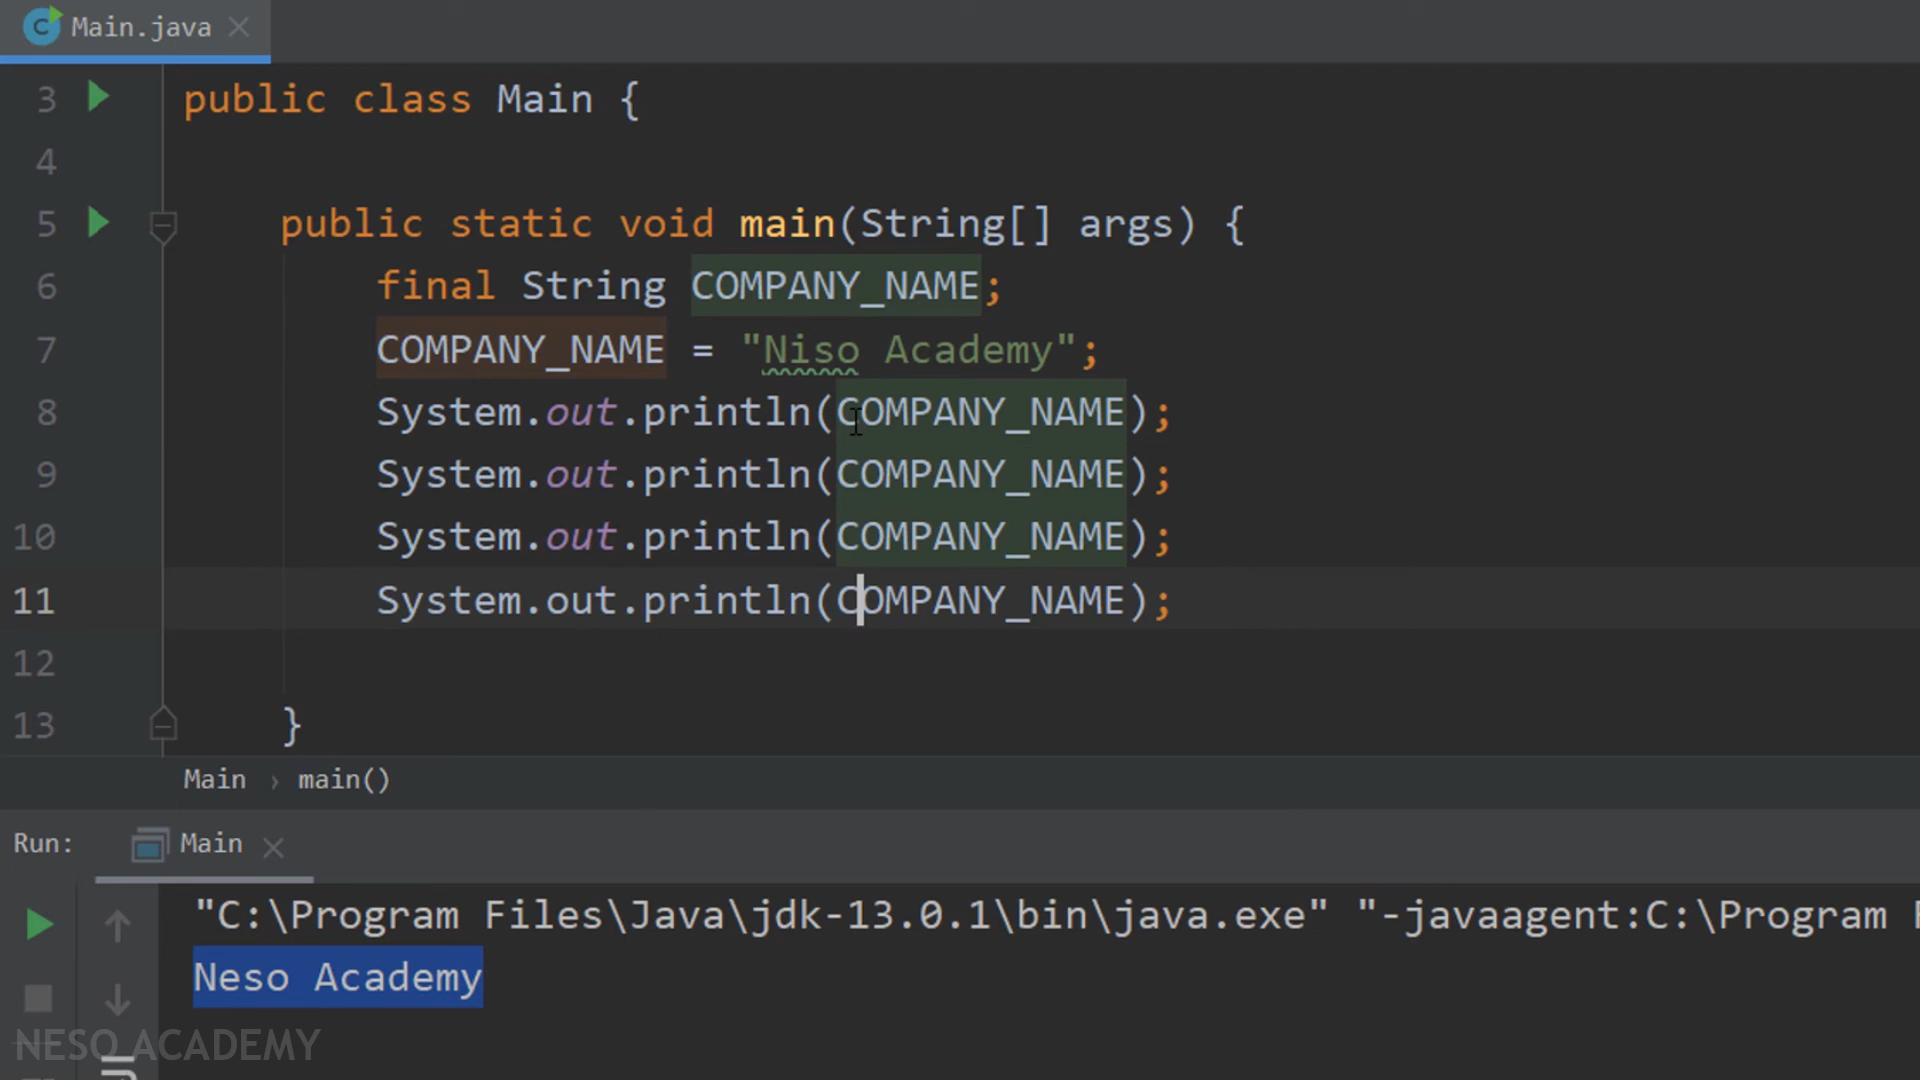 Main.java
3 public class Main {
4
5 public static void main(String[] args) {
6 final String COMPANY_NAME;
7 COMPANY_NAME = "Niso Academy";
8 System.out.println(COMPANY_NAME);
9 System.out.println(COMPANY_NAME);
10 System.out.println(COMPANY_NAME);
11 System.out.println(COMPANY_NAME);
12
13 }
Main › main()
Run: Main
"C:\Program Files\Java\jdk-13.0.1\bin\java.exe" "-javaagent:C:\Program
Neso Academy
NESO ACADEMY